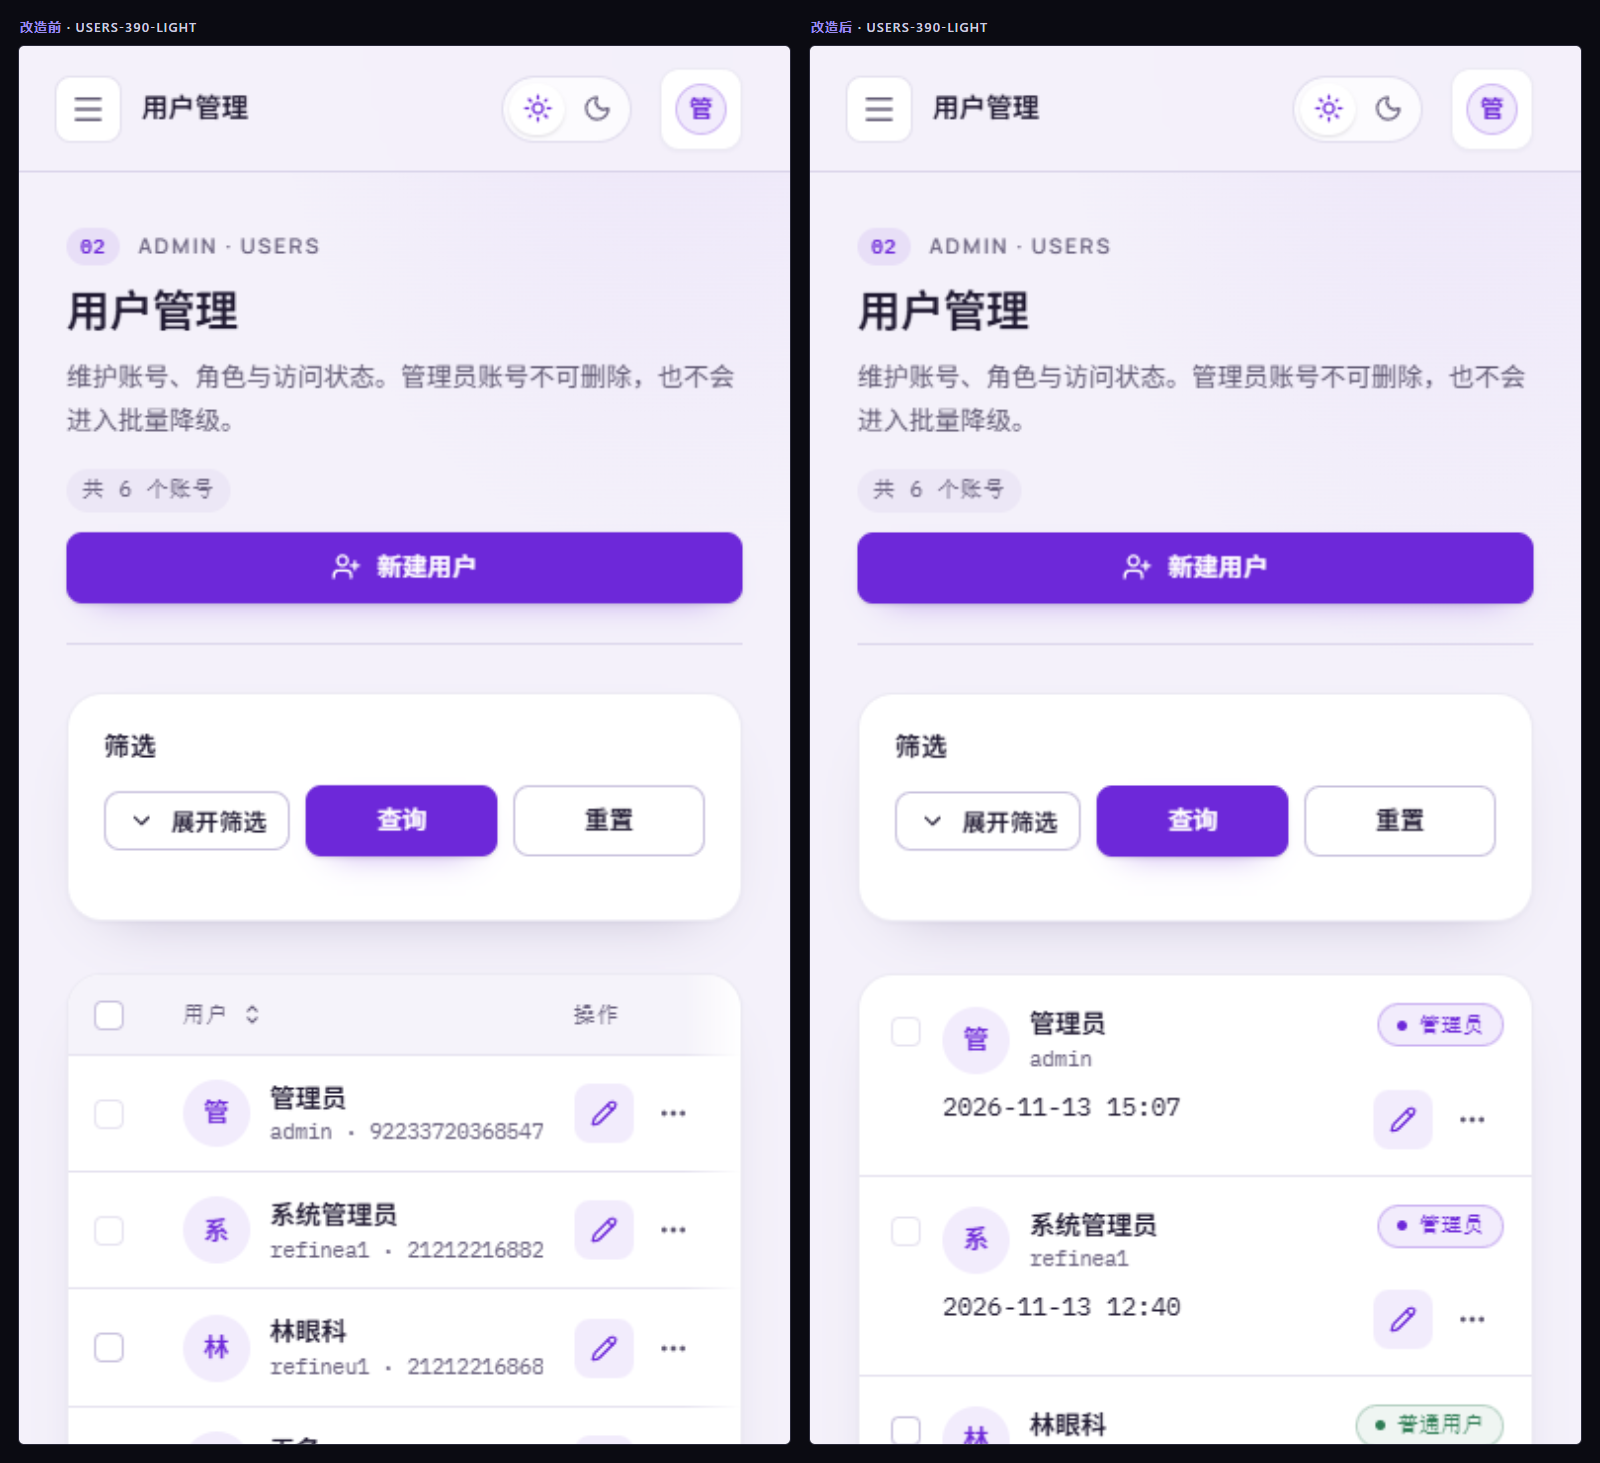 改造前 · USERS-390-LIGHT
用户管理
管
02 ADMIN · USERS
用户管理
维护账号、角色与访问状态。管理员账号不可删除，也不会
进入批量降级。
共 6 个账号
新建用户
筛选
展开筛选 查询 重置
用户 操作
管 管理员
admin · 92233720368547
系 系统管理员
refinea1 · 21212216882
林 林眼科
refineu1 · 21212216868
改造后 · USERS-390-LIGHT
用户管理
管
02 ADMIN · USERS
用户管理
维护账号、角色与访问状态。管理员账号不可删除，也不会
进入批量降级。
共 6 个账号
新建用户
筛选
展开筛选 查询 重置
管 管理员 管理员
admin
2026-11-13 15:07
系 系统管理员 管理员
refinea1
2026-11-13 12:40
林 林眼科 普通用户